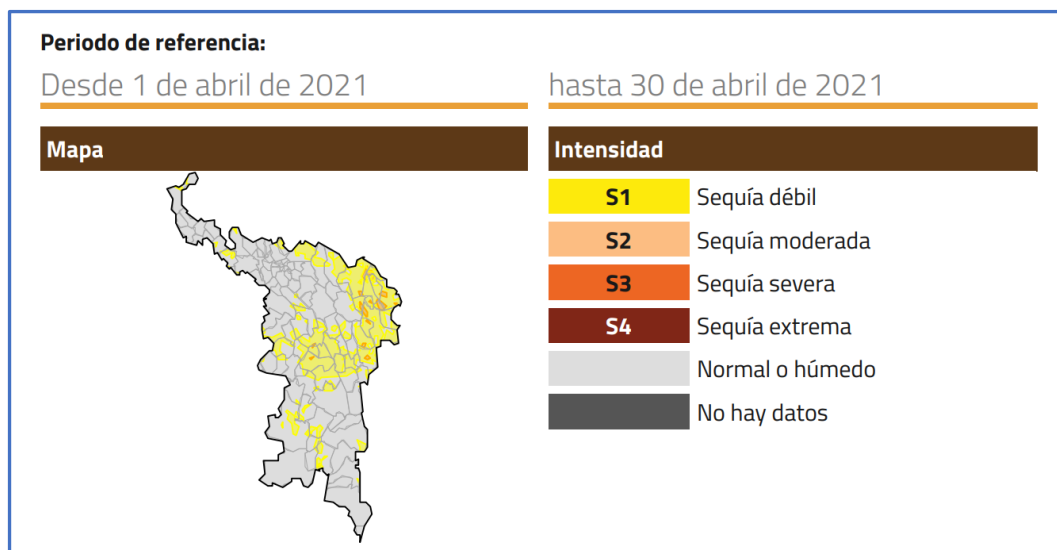 Periodo de referencia:
Desde 1 de abril de 2021
hasta 30 de abril de 2021
Mapa
Intensidad
S1 Sequía débil
S2 Sequía moderada
S3 Sequía severa
S4 Sequía extrema
Normal o húmedo
No hay datos